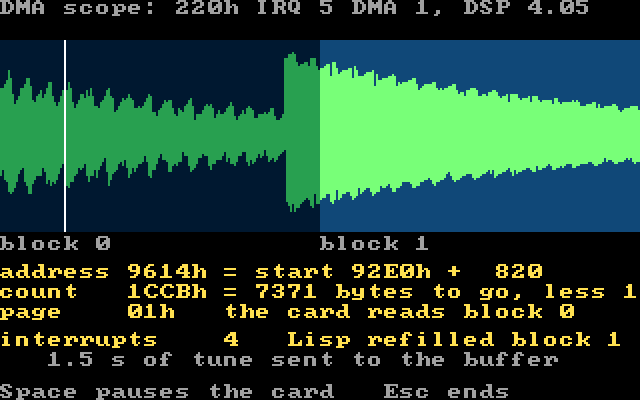 DMA scope: 220h IRQ 5 DMA 1, DSP 4.05
block 0 block 1
address 9614h = start 92E0h + 820
count 1CCBh = 7371 bytes to go, less 1
page 01h the card reads block 0
interrupts 4 Lisp refilled block 1
1.5 s of tune sent to the buffer
Space pauses the card Esc ends